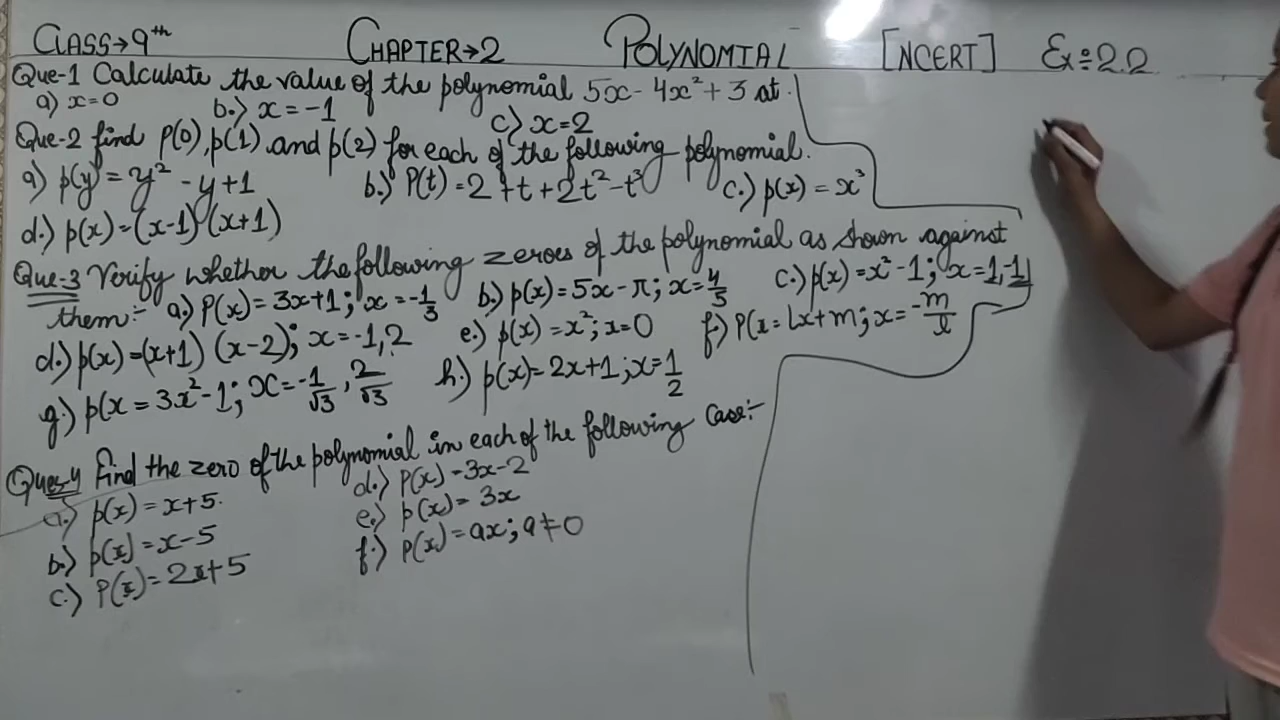 CLASS→9th CHAPTER→2 POLYNOMIAL [NCERT] Ex÷2.2
Que-1 Calculate the value of the polynomial 5x - 4x² + 3 at.
a) x=0 b.) x = -1 c) x=2
Que-2 find p(0), p(1) and p(2) for each of the following polynomial.
a) p(y) = y² - y + 1 b.) P(t) = 2 + t + 2t² - t³ c.) p(x) = x³
d.) p(x) = (x-1) (x+1)
Que-3 Verify whether the following zeroes of the polynomial as shown against
them:- a.) P(x) = 3x+1; x = -1/3 b.) p(x) = 5x - π; x = 4/5 c.) p(x) = x² - 1; x = 1, -1
d.) p(x) = (x+1) (x-2); x = -1, 2 e.) p(x) = x²; x=0 f.) P(x = lx + m; x = -m/l
g.) p(x = 3x² - 1; x = -1/√3, 2/√3 h.) p(x) = 2x + 1; x = 1/2
Ques-4 Find the zero of the polynomial in each of the following case:-
a.) p(x) = x+5. d.) P(x) = 3x-2
b.) p(x) = x-5 e.) p(x) = 3x
c.) P(x) = 2x+5 f.) P(x) = ax; a≠0